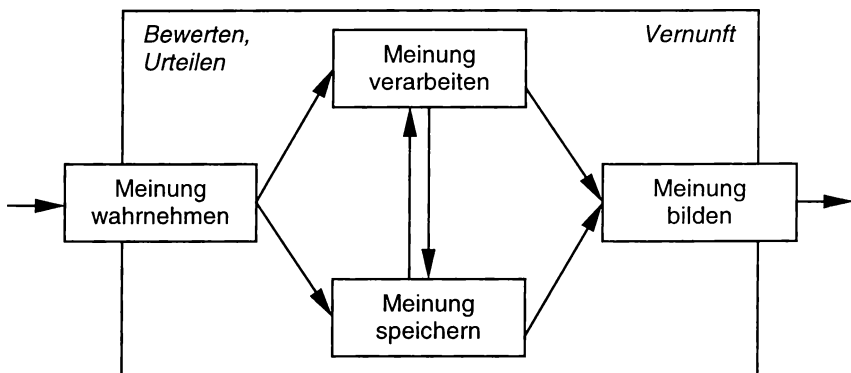 Bewerten,
Urteilen
Vernunft
Meinung
verarbeiten
Meinung
wahrnehmen
Meinung
bilden
Meinung
speichern